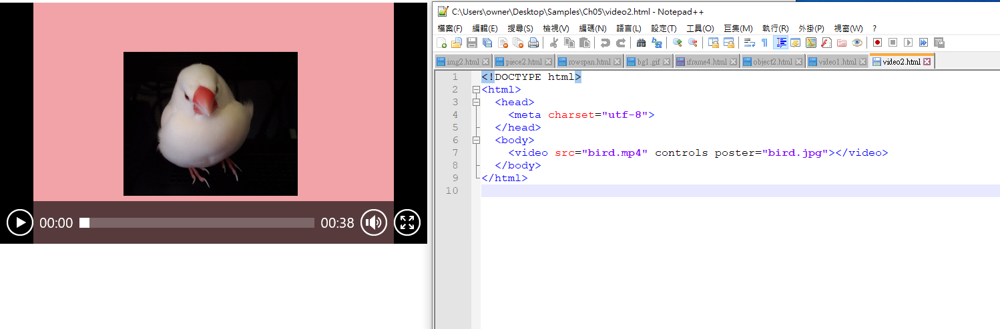 C:\Users\owner\Desktop\Samples\Ch05\video2.html - Notepad++
檔案(F) 編輯(E) 搜尋(S) 檢視(V) 編碼(N) 語言(L) 設定(T) 工具(O) 巨集(M) 執行(R) 外掛(P) 視窗(W) ?
img2.html piece2.html rowspan.html bg1.gif iframe4.html object2.html video1.html video2.html
1 <!DOCTYPE html>
2 <html>
3 <head>
4 <meta charset="utf-8">
5 </head>
6 <body>
7 <video src="bird.mp4" controls poster="bird.jpg"></video>
8 </body>
9 </html>
10
00:00 00:38